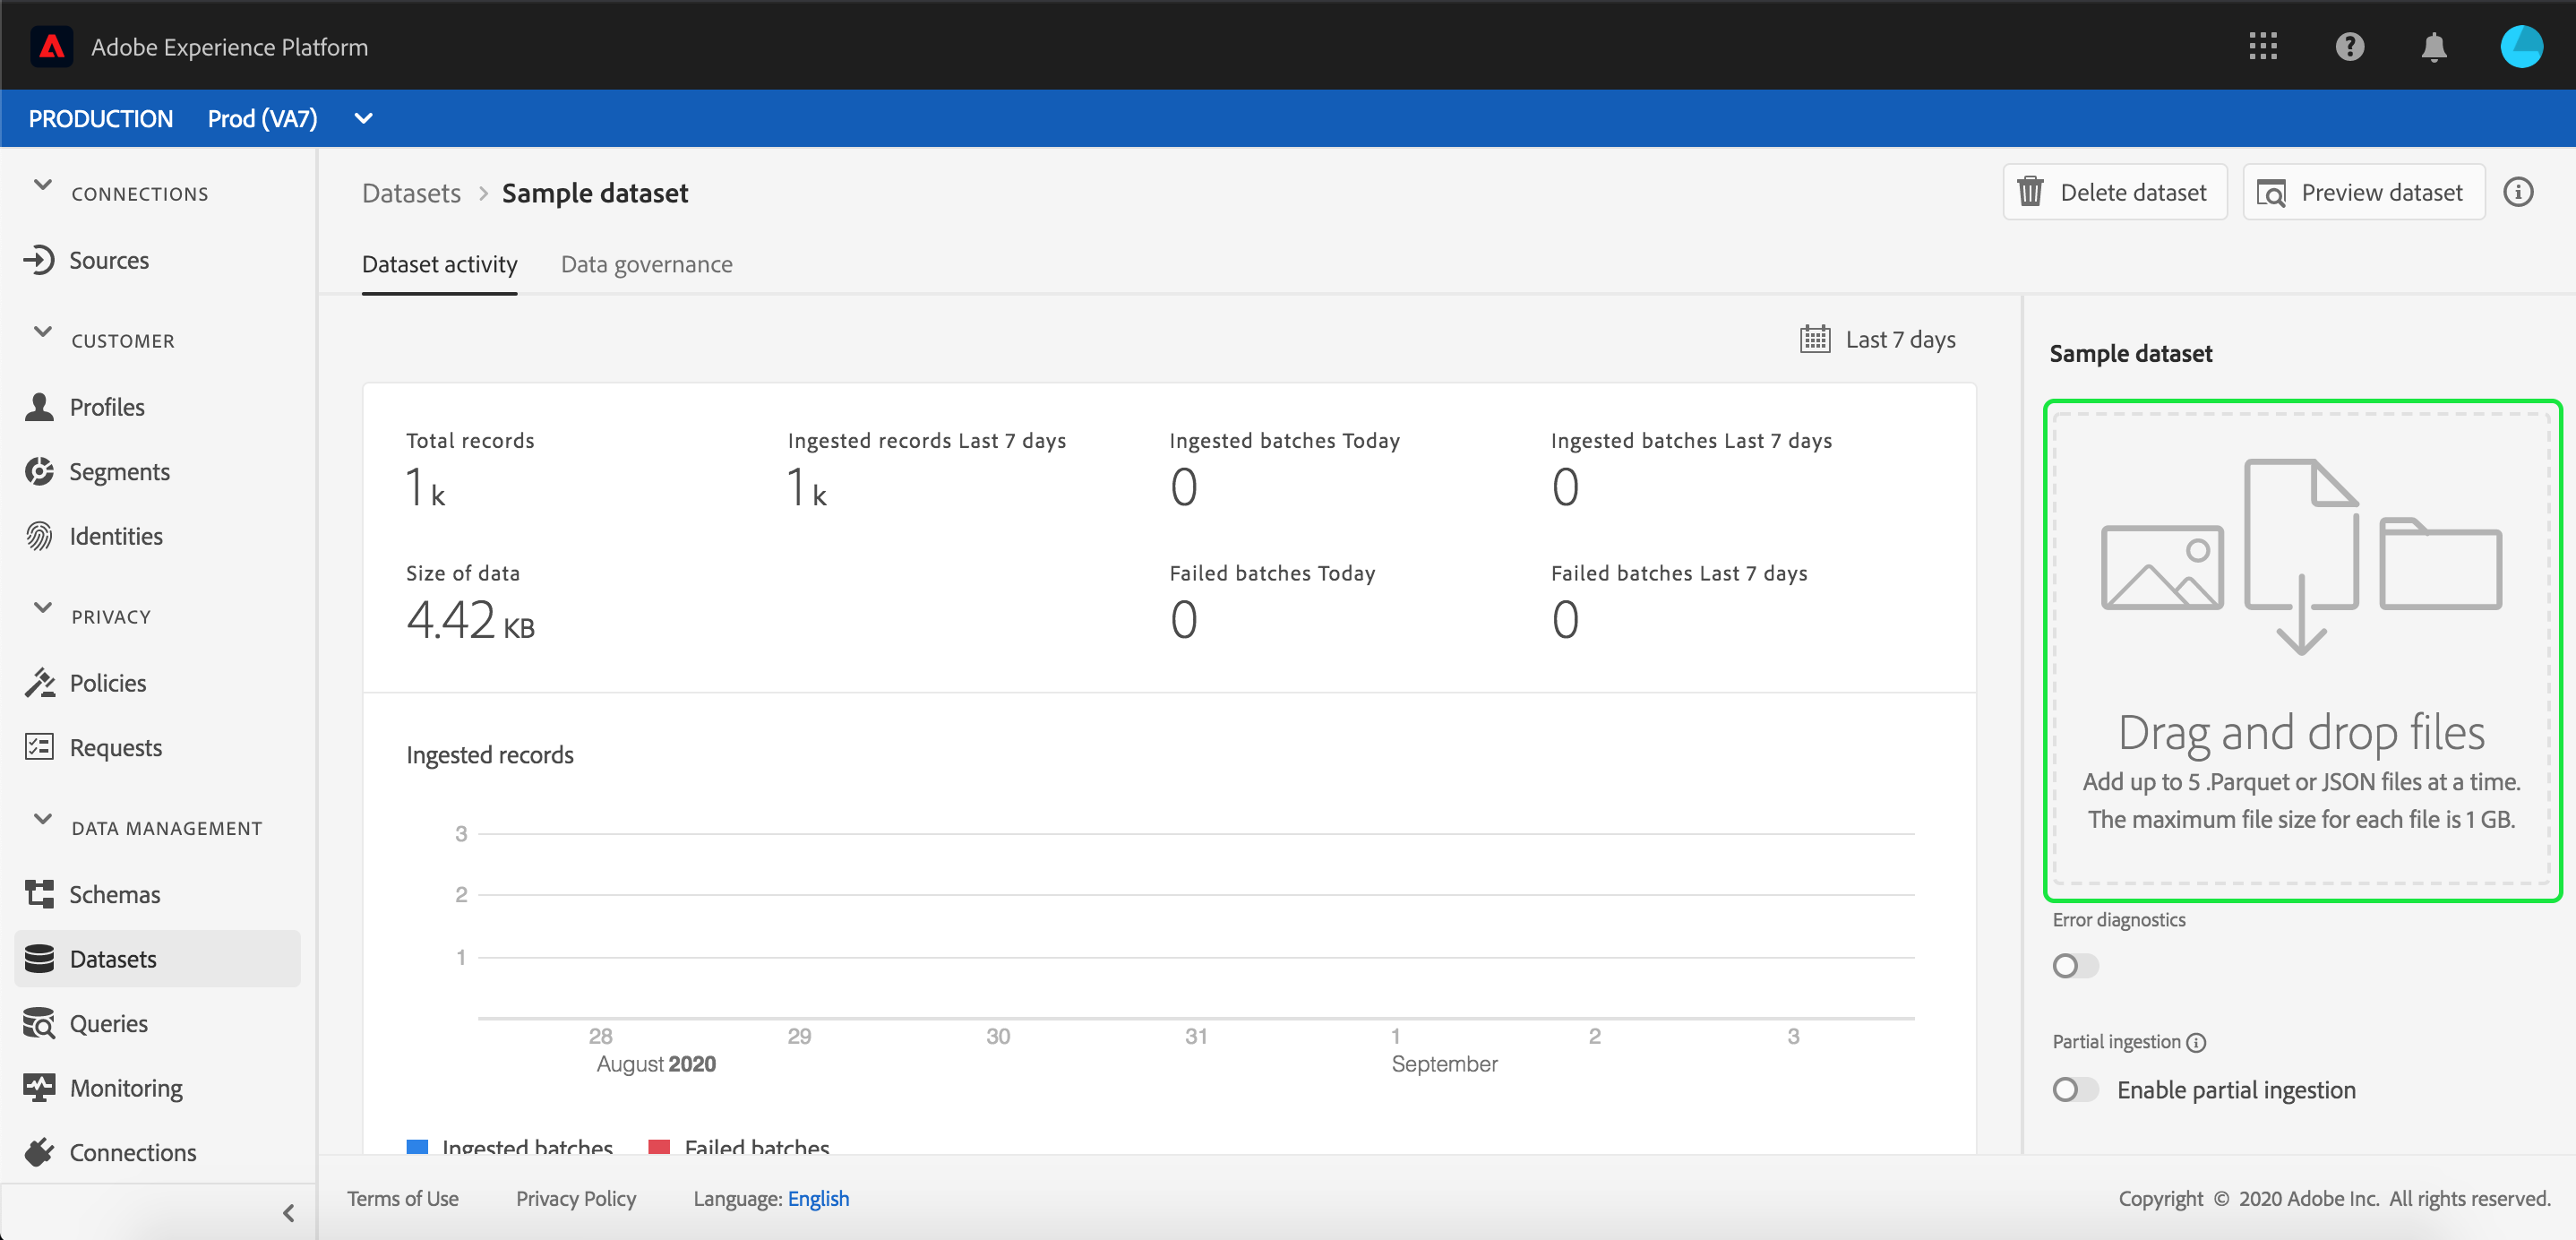 Adobe Experience Platform
PRODUCTION Prod (VA7)
CONNECTIONS
Sources
CUSTOMER
Profiles
Segments
Identities
PRIVACY
Policies
Requests
DATA MANAGEMENT
Schemas
Datasets
Queries
Monitoring
Connections
Datasets > Sample dataset
Delete dataset
Preview dataset
Dataset activity
Data governance
Last 7 days
Total records
1 k
Ingested records Last 7 days
1 k
Ingested batches Today
0
Ingested batches Last 7 days
0
Size of data
4.42 KB
Failed batches Today
0
Failed batches Last 7 days
0
Ingested records
3
2
1
28 29 30 31 1 2 3
August 2020 September
Ingested batches Failed batches
Sample dataset
Drag and drop files
Add up to 5 .Parquet or JSON files at a time.
The maximum file size for each file is 1 GB.
Error diagnostics
Partial ingestion
Enable partial ingestion
Terms of Use Privacy Policy Language: English
Copyright © 2020 Adobe Inc. All rights reserved.